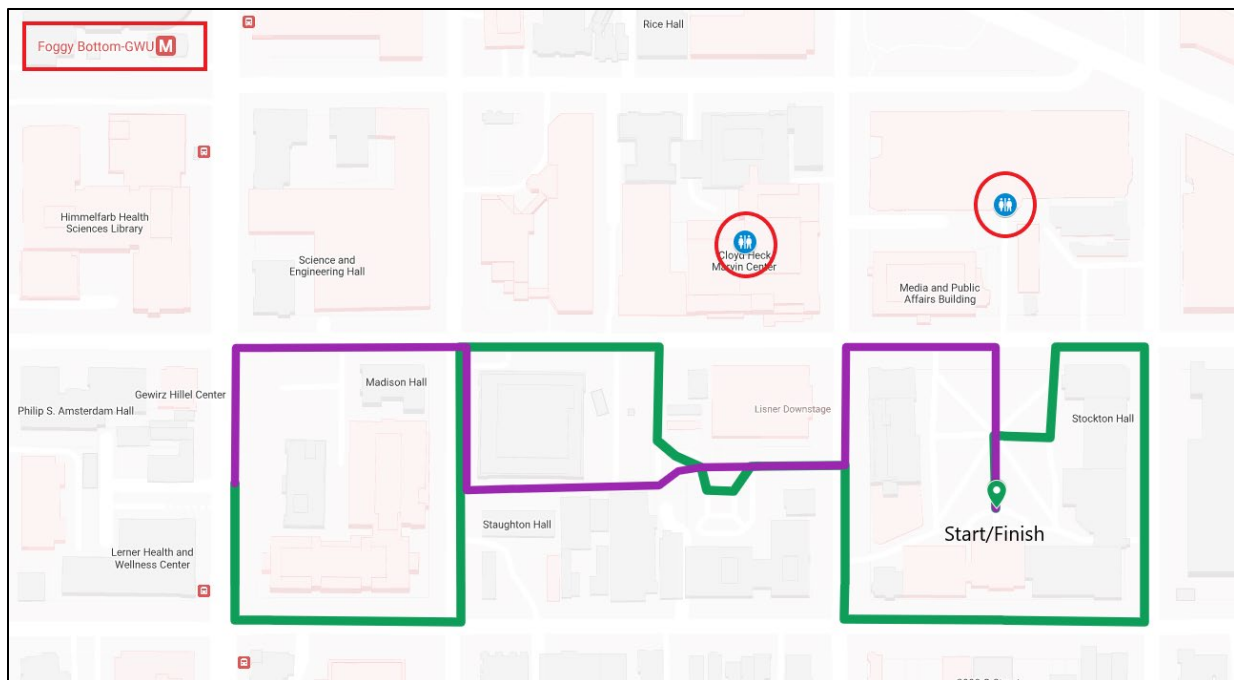 Rice Hall
Foggy Bottom-GWU M
Himmelfarb Health
Sciences Library
Science and
Engineering Hall
Cloyd Heck
Marvin Center
Media and Public
Affairs Building
Madison Hall
Gewirz Hillel Center
Philip S. Amsterdam Hall
Lisner Downstage
Stockton Hall
Staughton Hall
Start/Finish
Lerner Health and
Wellness Center